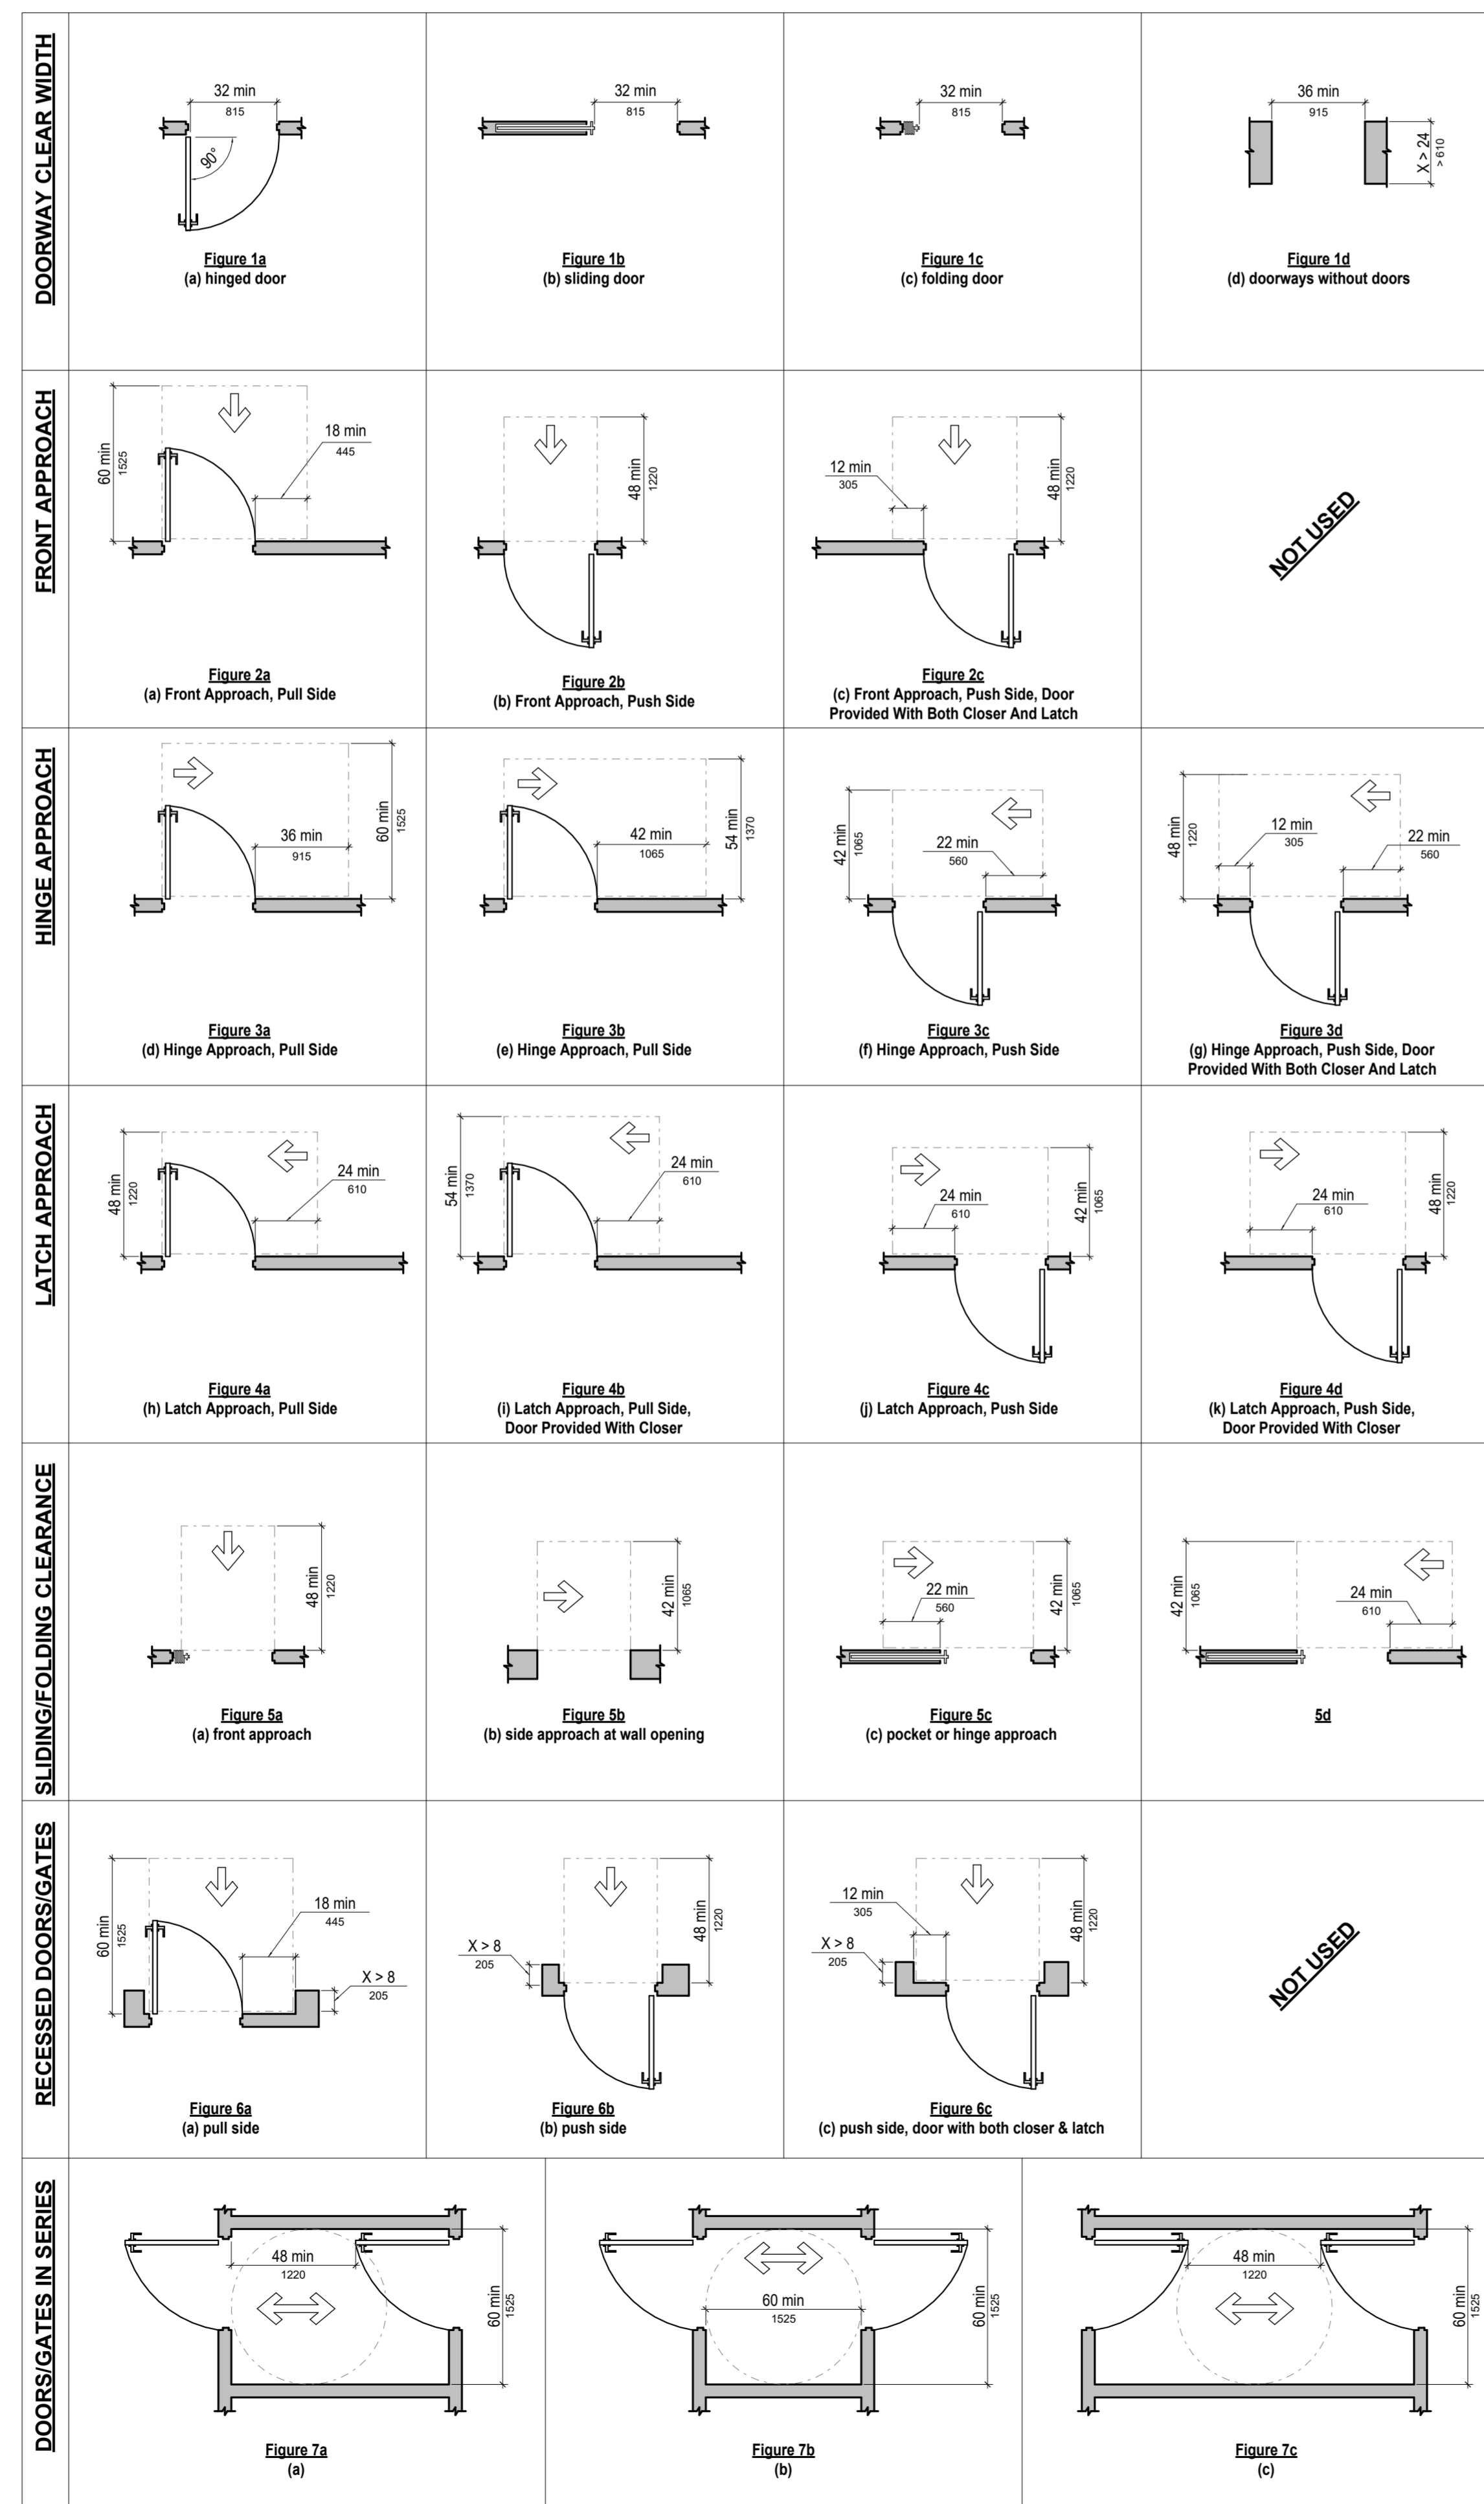 DOORWAY CLEAR WIDTH
32 min
815
90°
Figure 1a
(a) hinged door
32 min
815
Figure 1b
(b) sliding door
32 min
815
Figure 1c
(c) folding door
36 min
915
X > 24
> 610
Figure 1d
(d) doorways without doors
FRONT APPROACH
60 min
1525
18 min
445
Figure 2a
(a) Front Approach, Pull Side
48 min
1220
Figure 2b
(b) Front Approach, Push Side
12 min
305
48 min
1220
Figure 2c
(c) Front Approach, Push Side, Door
Provided With Both Closer And Latch
NOT USED
HINGE APPROACH
36 min
915
60 min
1525
Figure 3a
(d) Hinge Approach, Pull Side
42 min
1065
54 min
1370
Figure 3b
(e) Hinge Approach, Pull Side
42 min
1065
22 min
560
Figure 3c
(f) Hinge Approach, Push Side
48 min
1220
12 min
305
22 min
560
Figure 3d
(g) Hinge Approach, Push Side, Door
Provided With Both Closer And Latch
LATCH APPROACH
48 min
1220
24 min
610
Figure 4a
(h) Latch Approach, Pull Side
54 min
1370
24 min
610
Figure 4b
(i) Latch Approach, Pull Side,
Door Provided With Closer
24 min
610
42 min
1065
Figure 4c
(j) Latch Approach, Push Side
24 min
610
48 min
1220
Figure 4d
(k) Latch Approach, Push Side,
Door Provided With Closer
SLIDING/FOLDING CLEARANCE
48 min
1220
Figure 5a
(a) front approach
42 min
1065
Figure 5b
(b) side approach at wall opening
22 min
560
42 min
1065
Figure 5c
(c) pocket or hinge approach
42 min
1065
24 min
610
5d
RECESSED DOORS/GATES
60 min
1525
18 min
445
X > 8
205
Figure 6a
(a) pull side
X > 8
205
48 min
1220
Figure 6b
(b) push side
12 min
305
X > 8
205
48 min
1220
Figure 6c
(c) push side, door with both closer & latch
NOT USED
DOORS/GATES IN SERIES
48 min
1220
60 min
1525
Figure 7a
(a)
60 min
1525
60 min
1525
Figure 7b
(b)
48 min
1220
60 min
1525
Figure 7c
(c)